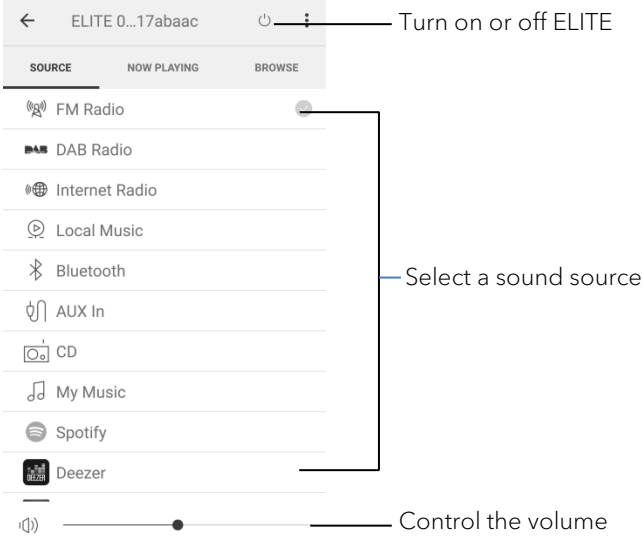 ELITE 0...17abaac
Turn on or off ELITE
SOURCE NOW PLAYING BROWSE
FM Radio
DAB DAB Radio
Internet Radio
Local Music
Bluetooth
Select a sound source
AUX In
CD
My Music
Spotify
DEEZER Deezer
Control the volume